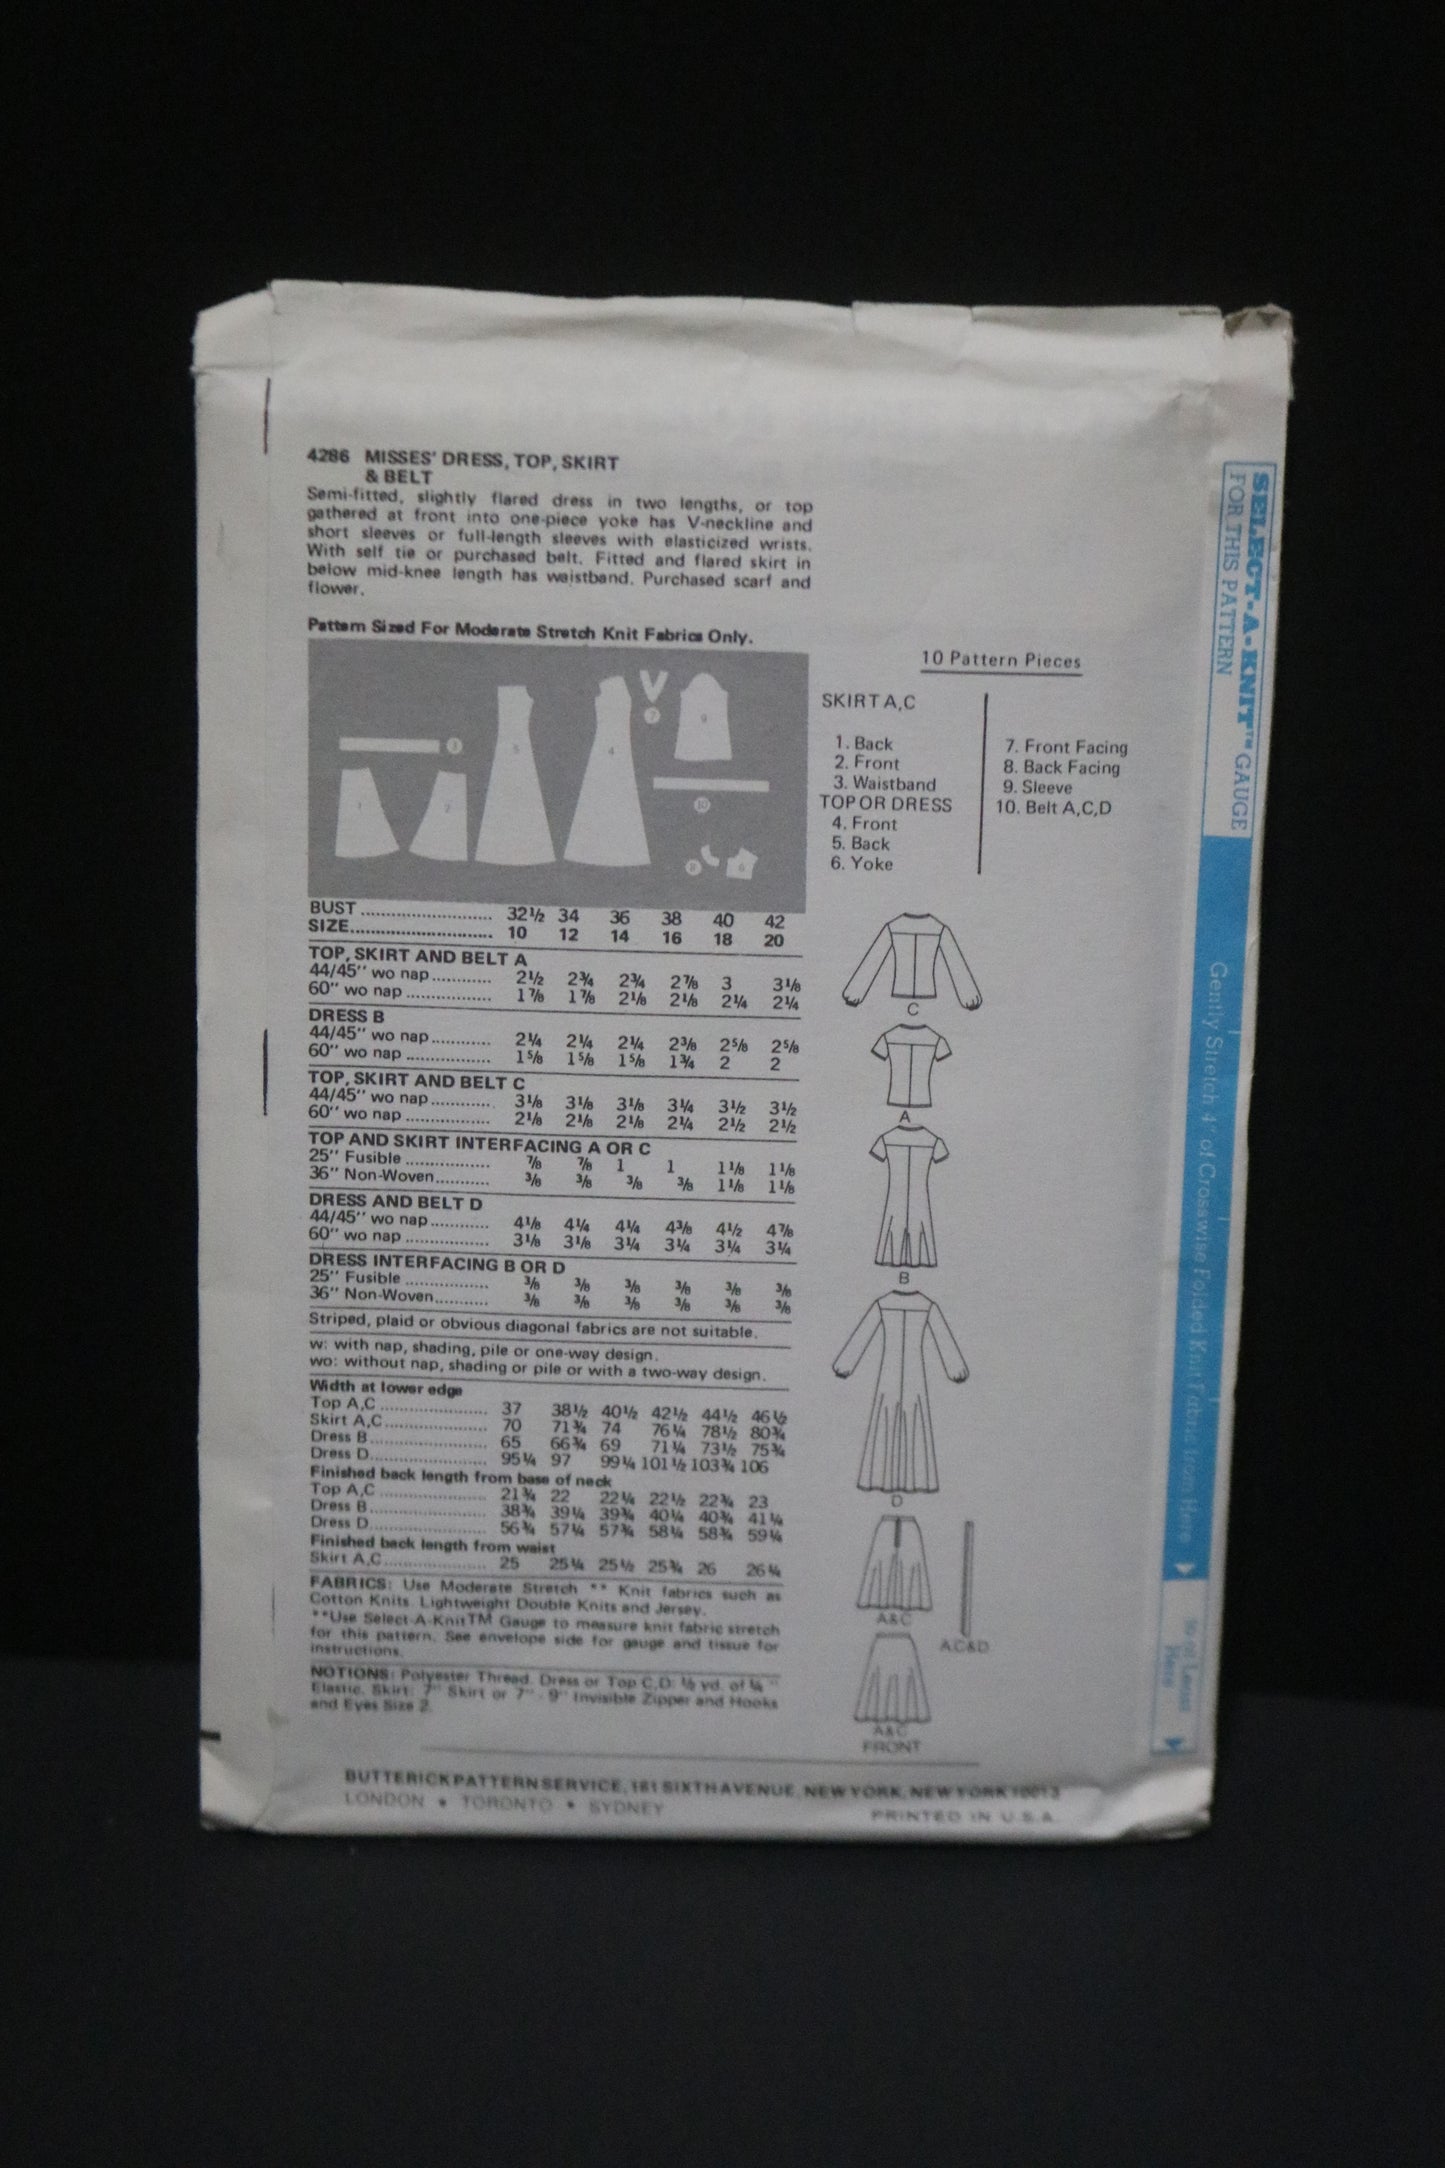 4286 MISSES' DRESS, TOP, SKIRT
& BELT
Semi-fitted, slightly flared dress in two lengths, or top
gathered at front into one-piece yoke has V-neckline and
short sleeves or full-length sleeves with elasticized wrists.
With self tie or purchased belt. Fitted and flared skirt in
below mid-knee length has waistband. Purchased scarf and
flower.
Pattern Sized For Moderate Stretch Knit Fabrics Only.
3
1
2
5
4
7
9
10
8
6
10 Pattern Pieces
SKIRT A,C
1. Back
2. Front
3. Waistband
TOP OR DRESS
4. Front
5. Back
6. Yoke
7. Front Facing
8. Back Facing
9. Sleeve
10. Belt A,C,D
BUST .......................... 32½ 34 36 38 40 42
SIZE............................ 10 12 14 16 18 20
TOP, SKIRT AND BELT A
44/45" wo nap ............ 2½ 2¾ 2¾ 2⅞ 3 3⅛
60" wo nap ................. 1⅞ 1⅞ 2⅛ 2⅛ 2¼ 2¼
DRESS B
44/45" wo nap............ 2¼ 2¼ 2¼ 2⅜ 2⅝ 2⅝
60" wo nap ................. 1⅝ 1⅝ 1⅝ 1¾ 2 2
TOP, SKIRT AND BELT C
44/45" wo nap............. 3⅛ 3⅛ 3⅛ 3¼ 3½ 3½
60" wo nap ................. 2⅛ 2⅛ 2⅛ 2¼ 2½ 2½
TOP AND SKIRT INTERFACING A OR C
25" Fusible ................. ⅞ ⅞ 1 1 1⅛ 1⅛
36" Non-Woven........... ⅜ ⅜ ⅜ ⅜ 1⅛ 1⅛
DRESS AND BELT D
44/45" wo nap............ 4⅛ 4¼ 4¼ 4⅜ 4½ 4⅞
60" wo nap ................. 3⅛ 3⅛ 3¼ 3¼ 3¼ 3¼
DRESS INTERFACING B OR D
25" Fusible ................. ⅜ ⅜ ⅜ ⅜ ⅜ ⅜
36" Non-Woven........... ⅜ ⅜ ⅜ ⅜ ⅜ ⅜
Striped, plaid or obvious diagonal fabrics are not suitable.
w: with nap, shading, pile or one-way design.
wo: without nap, shading or pile or with a two-way design.
Width at lower edge
Top A,C ...................... 37 38½ 40½ 42½ 44½ 46½
Skirt A,C..................... 70 71¾ 74 76¼ 78½ 80¾
Dress B........................ 65 66¾ 69 71¼ 73½ 75¾
Dress D........................ 95¼ 97 99¼ 101½ 103¾ 106
Finished back length from base of neck
Top A,C ...................... 21¾ 22 22¼ 22½ 22¾ 23
Dress B........................ 38¾ 39¼ 39¾ 40¼ 40¾ 41¼
Dress D........................ 56¾ 57¼ 57¾ 58¼ 58¾ 59¼
Finished back length from waist
Skirt A,C..................... 25 25¼ 25½ 25¾ 26 26¼
FABRICS: Use Moderate Stretch ** Knit fabrics such as
Cotton Knits. Lightweight Double Knits and Jersey.
**Use Select-A-Knit™ Gauge to measure knit fabric stretch
for this pattern. See envelope side for gauge and tissue for
instructions.
NOTIONS: Polyester Thread. Dress or Top C,D: ½ yd. of ¼"
Elastic. Skirt: 7" Skirt or 7" - 9" Invisible Zipper and Hooks
and Eyes Size 2.
C
A
B
D
A&C
A,C&D
A&C
FRONT
BUTTERICK PATTERN SERVICE, 161 SIXTH AVENUE, NEW YORK, NEW YORK 10013
LONDON • TORONTO • SYDNEY
PRINTED IN U.S.A.
SELECT-A-KNIT™ GAUGE
FOR THIS PATTERN
Gently Stretch 4" of Crosswise Folded Knit Fabric from Here
to at Least
Here